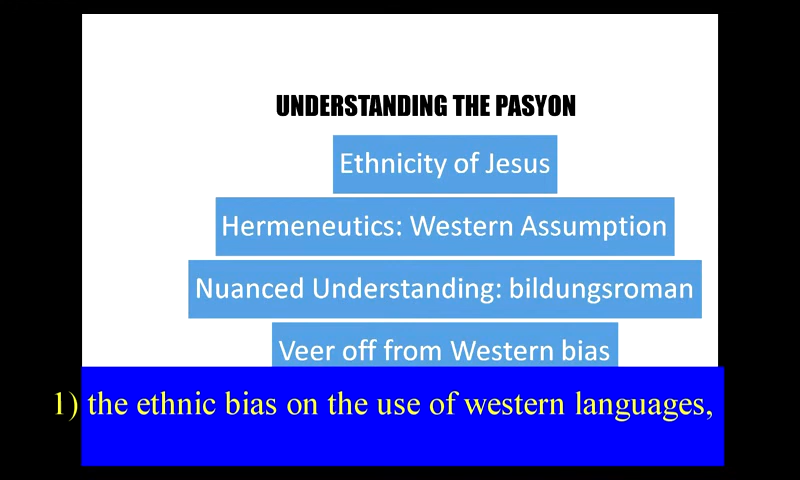 UNDERSTANDING THE PASYON
Ethnicity of Jesus
Hermeneutics: Western Assumption
Nuanced Understanding: bildungsroman
Veer off from Western bias
1) the ethnic bias on the use of western languages,